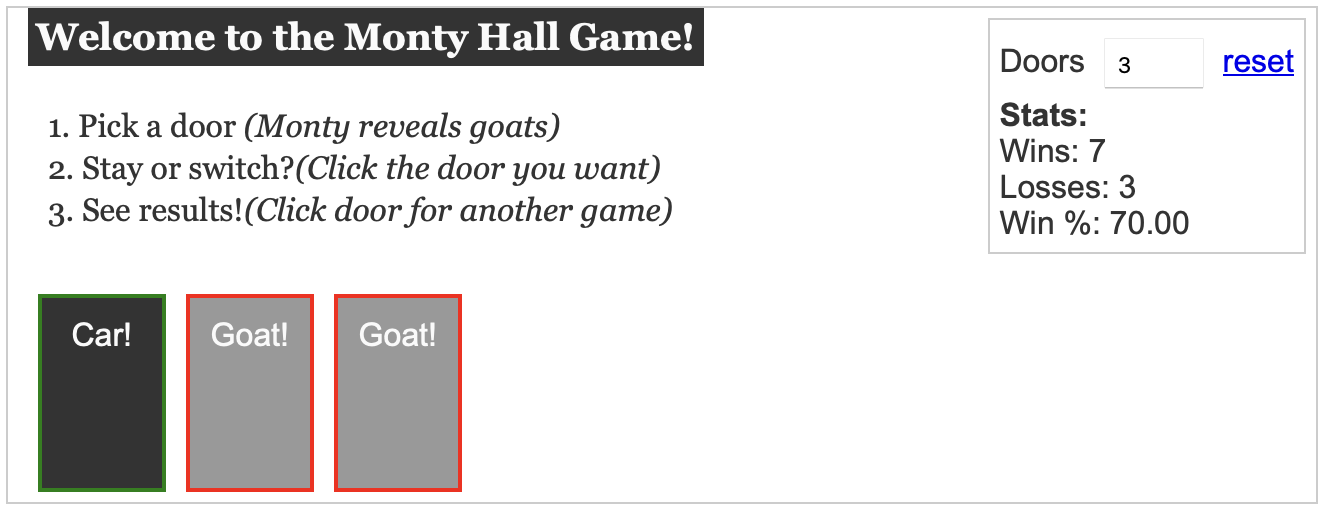 Welcome to the Monty Hall Game!
1. Pick a door (Monty reveals goats)
2. Stay or switch?(Click the door you want)
3. See results!(Click door for another game)
Doors 3 reset
Stats:
Wins: 7
Losses: 3
Win %: 70.00
Car! Goat! Goat!